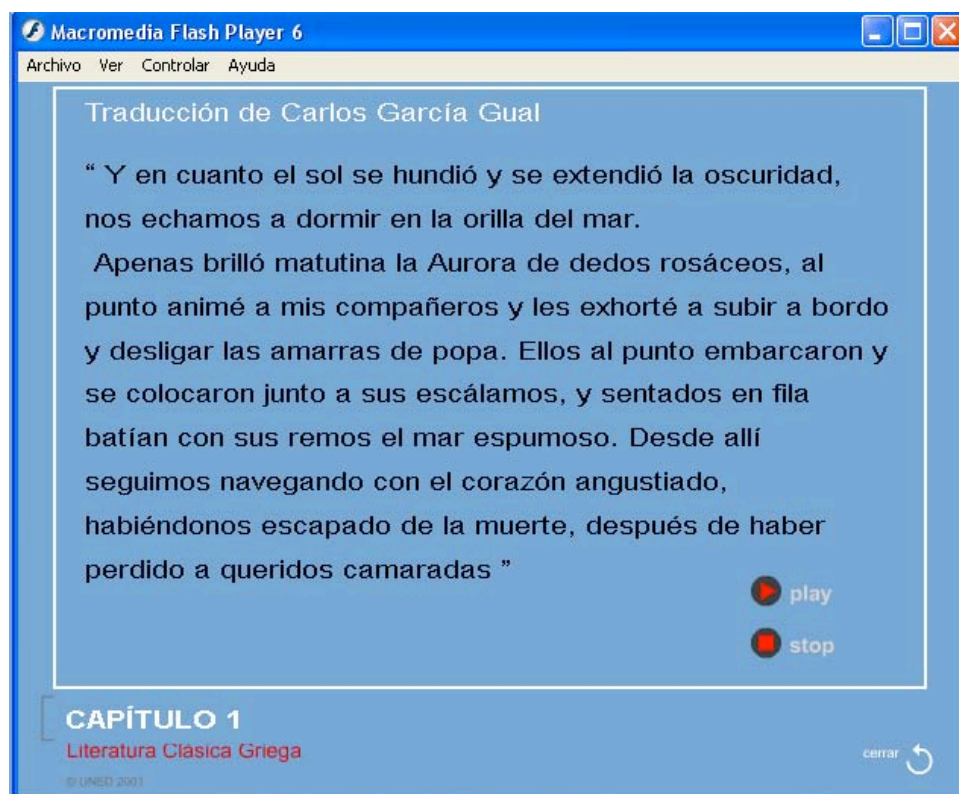 Macromedia Flash Player 6
Archivo Ver Controlar Ayuda
Traducción de Carlos García Gual
“ Y en cuanto el sol se hundió y se extendió la oscuridad,
nos echamos a dormir en la orilla del mar.
Apenas brilló matutina la Aurora de dedos rosáceos, al
punto animé a mis compañeros y les exhorté a subir a bordo
y desligar las amarras de popa. Ellos al punto embarcaron y
se colocaron junto a sus escálamos, y sentados en fila
batían con sus remos el mar espumoso. Desde allí
seguimos navegando con el corazón angustiado,
habiéndonos escapado de la muerte, después de haber
perdido a queridos camaradas ”
play
stop
CAPÍTULO 1
Literatura Clásica Griega
cerrar
© UNED 2001